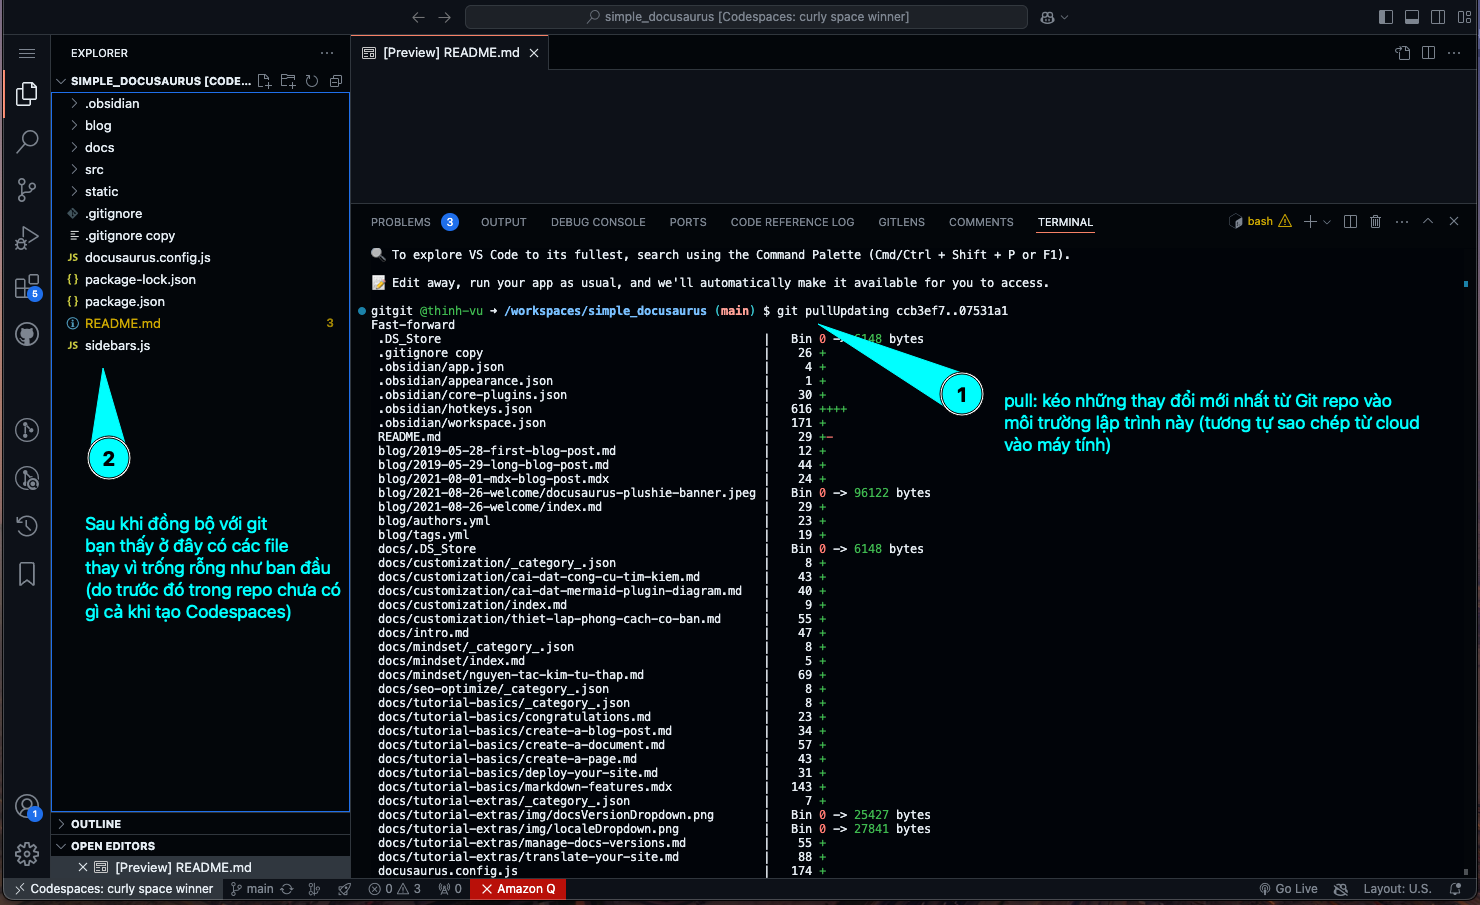 simple_docusaurus [Codespaces: curly space winner]
EXPLORER
SIMPLE_DOCUSAURUS [CODE...
.obsidian
blog
docs
src
static
.gitignore
.gitignore copy
JS docusaurus.config.js
{} package-lock.json
{} package.json
README.md 3
JS sidebars.js
2
Sau khi đồng bộ với git
bạn thấy ở đây có các file
thay vì trống rỗng như ban đầu
(do trước đó trong repo chưa có
gì cả khi tạo Codespaces)
5
1
OUTLINE
OPEN EDITORS
[Preview] README.md
[Preview] README.md
PROBLEMS 3 OUTPUT DEBUG CONSOLE PORTS CODE REFERENCE LOG GITLENS COMMENTS TERMINAL
bash
To explore VS Code to its fullest, search using the Command Palette (Cmd/Ctrl + Shift + P or F1).
Edit away, run your app as usual, and we'll automatically make it available for you to access.
gitgit @thinh-vu ➜ /workspaces/simple_docusaurus (main) $ git pullUpdating ccb3ef7..07531a1
Fast-forward
.DS_Store | Bin 0 -> 6148 bytes
.gitignore copy | 26 +
.obsidian/app.json | 4 +
.obsidian/appearance.json | 1 +
.obsidian/core-plugins.json | 30 +
.obsidian/hotkeys.json | 616 ++++
.obsidian/workspace.json | 171 +
README.md | 29 +-
blog/2019-05-28-first-blog-post.md | 12 +
blog/2019-05-29-long-blog-post.md | 44 +
blog/2021-08-01-mdx-blog-post.mdx | 24 +
blog/2021-08-26-welcome/docusaurus-plushie-banner.jpeg | Bin 0 -> 96122 bytes
blog/2021-08-26-welcome/index.md | 29 +
blog/authors.yml | 23 +
blog/tags.yml | 19 +
docs/.DS_Store | Bin 0 -> 6148 bytes
docs/customization/_category_.json | 8 +
docs/customization/cai-dat-cong-cu-tim-kiem.md | 43 +
docs/customization/cai-dat-mermaid-plugin-diagram.md | 40 +
docs/customization/index.md | 9 +
docs/customization/thiet-lap-phong-cach-co-ban.md | 55 +
docs/intro.md | 47 +
docs/mindset/_category_.json | 8 +
docs/mindset/index.md | 5 +
docs/mindset/nguyen-tac-kim-tu-thap.md | 69 +
docs/seo-optimize/_category_.json | 8 +
docs/tutorial-basics/_category_.json | 8 +
docs/tutorial-basics/congratulations.md | 23 +
docs/tutorial-basics/create-a-blog-post.md | 34 +
docs/tutorial-basics/create-a-document.md | 57 +
docs/tutorial-basics/create-a-page.md | 43 +
docs/tutorial-basics/deploy-your-site.md | 31 +
docs/tutorial-basics/markdown-features.mdx | 143 +
docs/tutorial-extras/_category_.json | 7 +
docs/tutorial-extras/img/docsVersionDropdown.png | Bin 0 -> 25427 bytes
docs/tutorial-extras/img/localeDropdown.png | Bin 0 -> 27841 bytes
docs/tutorial-extras/manage-docs-versions.md | 55 +
docs/tutorial-extras/translate-your-site.md | 88 +
docusaurus.config.js | 174 +
1
pull: kéo những thay đổi mới nhất từ Git repo vào
môi trường lập trình này (tương tự sao chép từ cloud
vào máy tính)
Codespaces: curly space winner main 0 3 0 Amazon Q Go Live Layout: U.S.